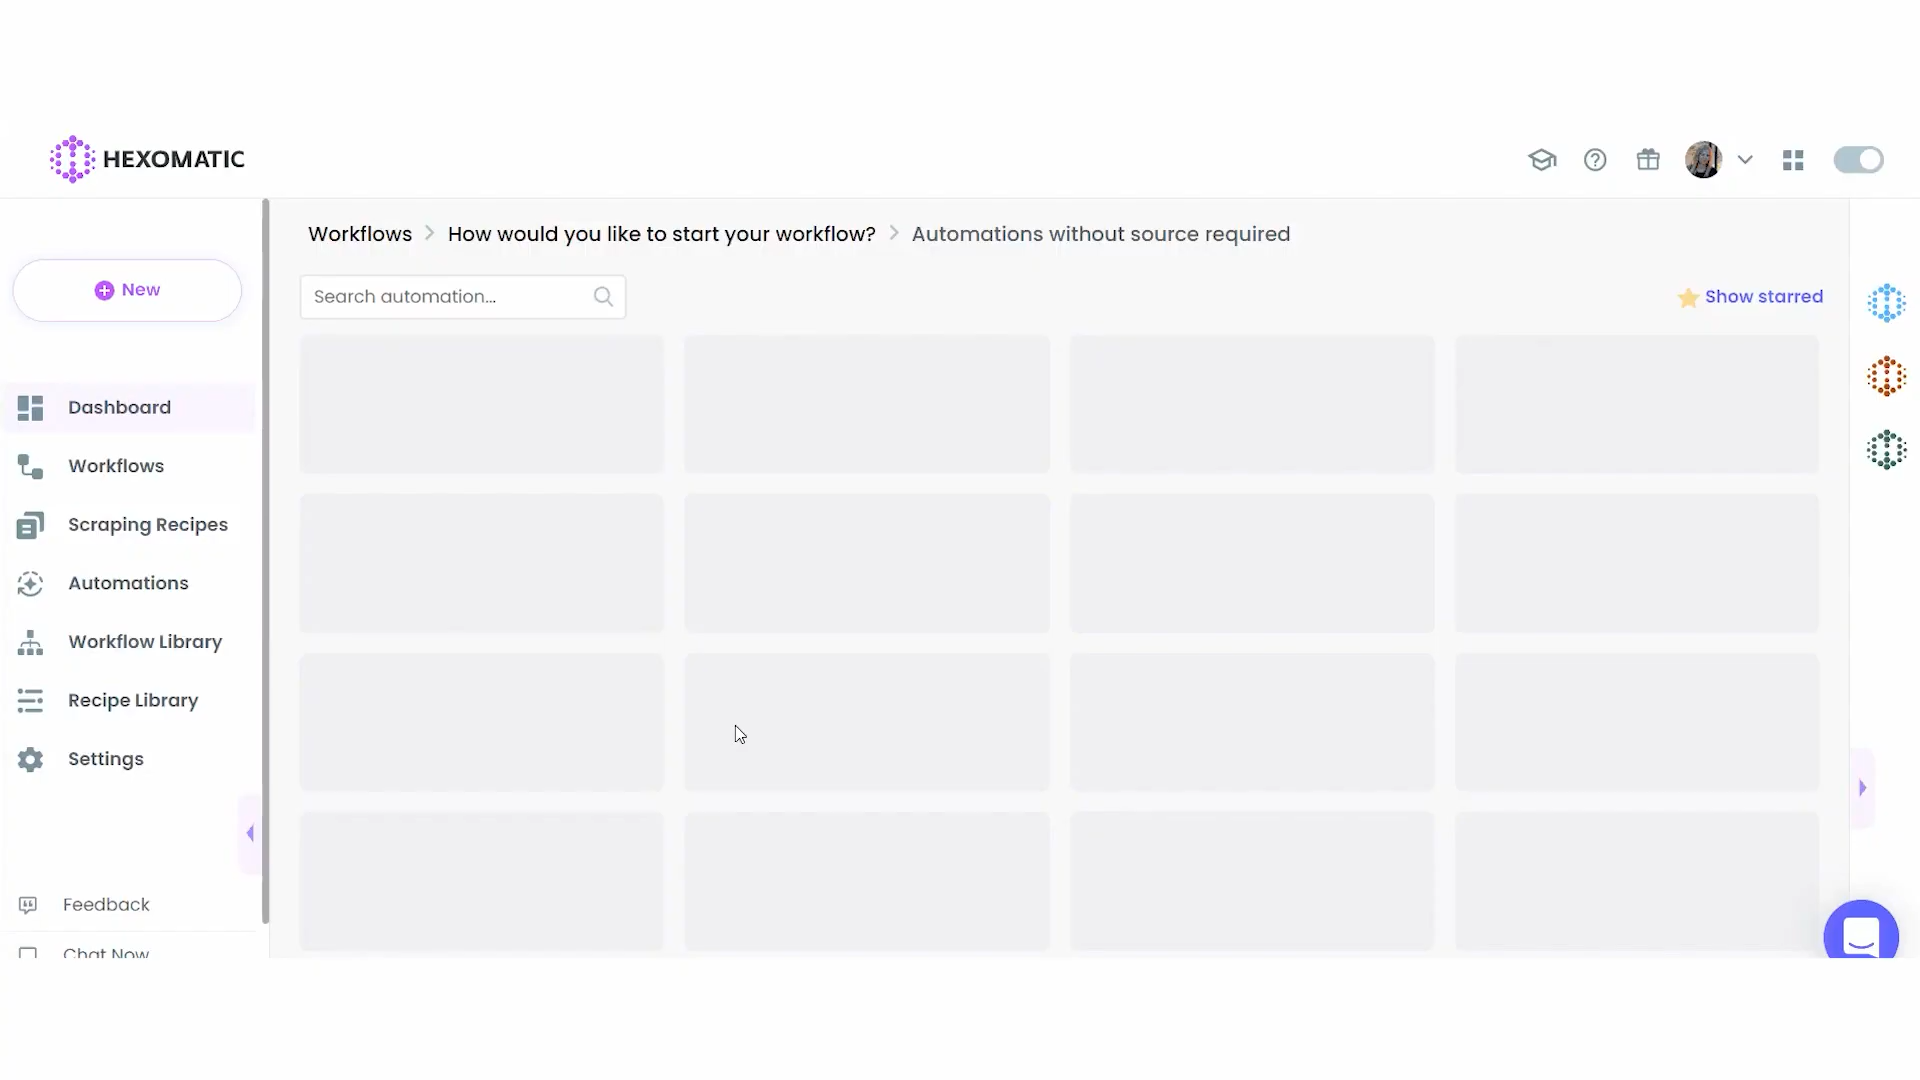 HEXOMATIC
Workflows > How would you like to start your workflow? > Automations without source required
New
Search automation...
Show starred
Dashboard
Workflows
Scraping Recipes
Automations
Workflow Library
Recipe Library
Settings
Feedback
Chat Now